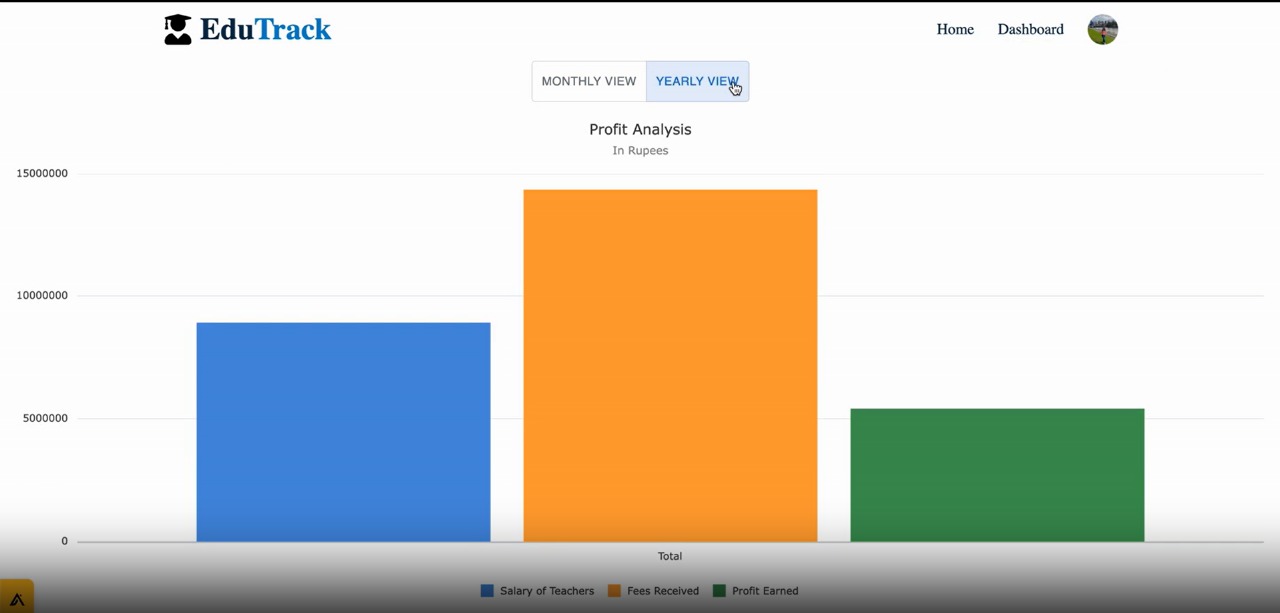 EduTrack
Home Dashboard
MONTHLY VIEW YEARLY VIEW
Profit Analysis
In Rupees
15000000
10000000
5000000
0
Total
Salary of Teachers Fees Received Profit Earned